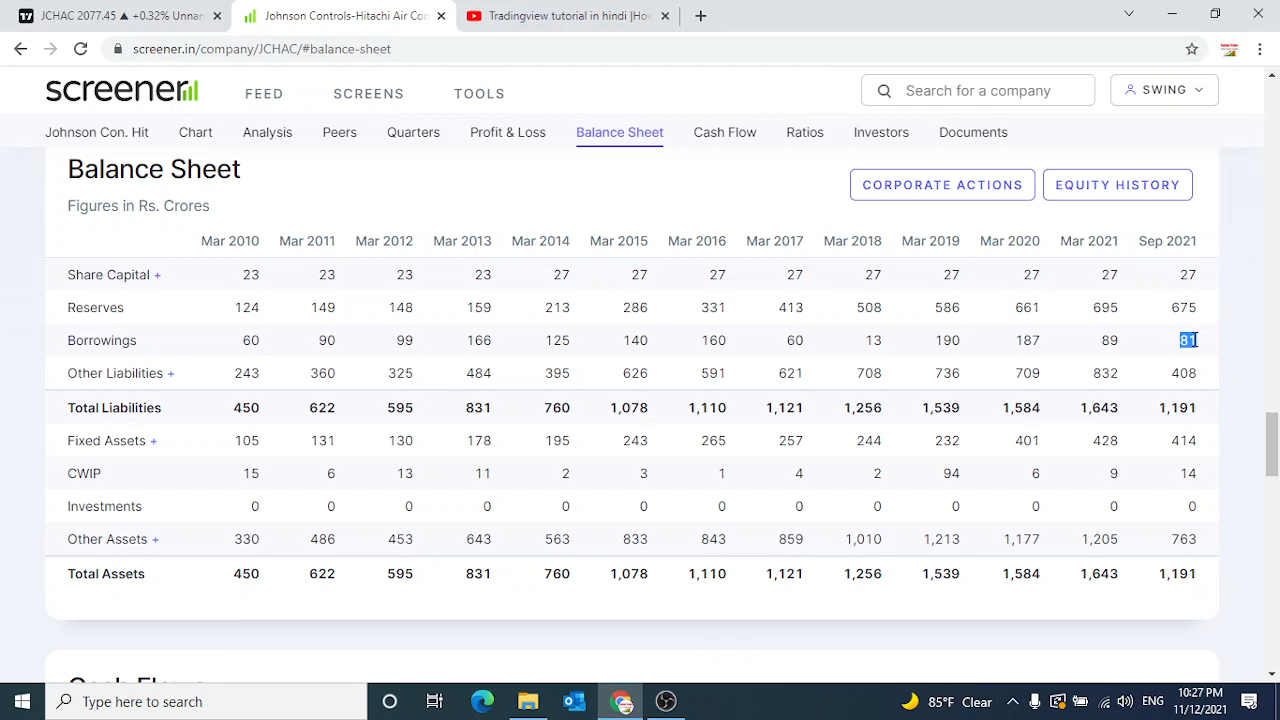 JCHAC 2077.45 ▲ +0.32% Unnar
Johnson Controls-Hitachi Air Cor
Tradingview tutorial in hindi |How
screener.in/company/JCHAC/#balance-sheet
screener FEED SCREENS TOOLS Search for a company SWING
Johnson Con. Hit Chart Analysis Peers Quarters Profit & Loss Balance Sheet Cash Flow Ratios Investors Documents
Balance Sheet
CORPORATE ACTIONS EQUITY HISTORY
Figures in Rs. Crores
Mar 2010 Mar 2011 Mar 2012 Mar 2013 Mar 2014 Mar 2015 Mar 2016 Mar 2017 Mar 2018 Mar 2019 Mar 2020 Mar 2021 Sep 2021
Share Capital + 23 23 23 23 27 27 27 27 27 27 27 27 27
Reserves 124 149 148 159 213 286 331 413 508 586 661 695 675
Borrowings 60 90 99 166 125 140 160 60 13 190 187 89 81
Other Liabilities + 243 360 325 484 395 626 591 621 708 736 709 832 408
Total Liabilities 450 622 595 831 760 1,078 1,110 1,121 1,256 1,539 1,584 1,643 1,191
Fixed Assets + 105 131 130 178 195 243 265 257 244 232 401 428 414
CWIP 15 6 13 11 2 3 1 4 2 94 6 9 14
Investments 0 0 0 0 0 0 0 0 0 0 0 0 0
Other Assets + 330 486 453 643 563 833 843 859 1,010 1,213 1,177 1,205 763
Total Assets 450 622 595 831 760 1,078 1,110 1,121 1,256 1,539 1,584 1,643 1,191
Type here to search
85°F Clear
ENG
10:27 PM
11/12/2021